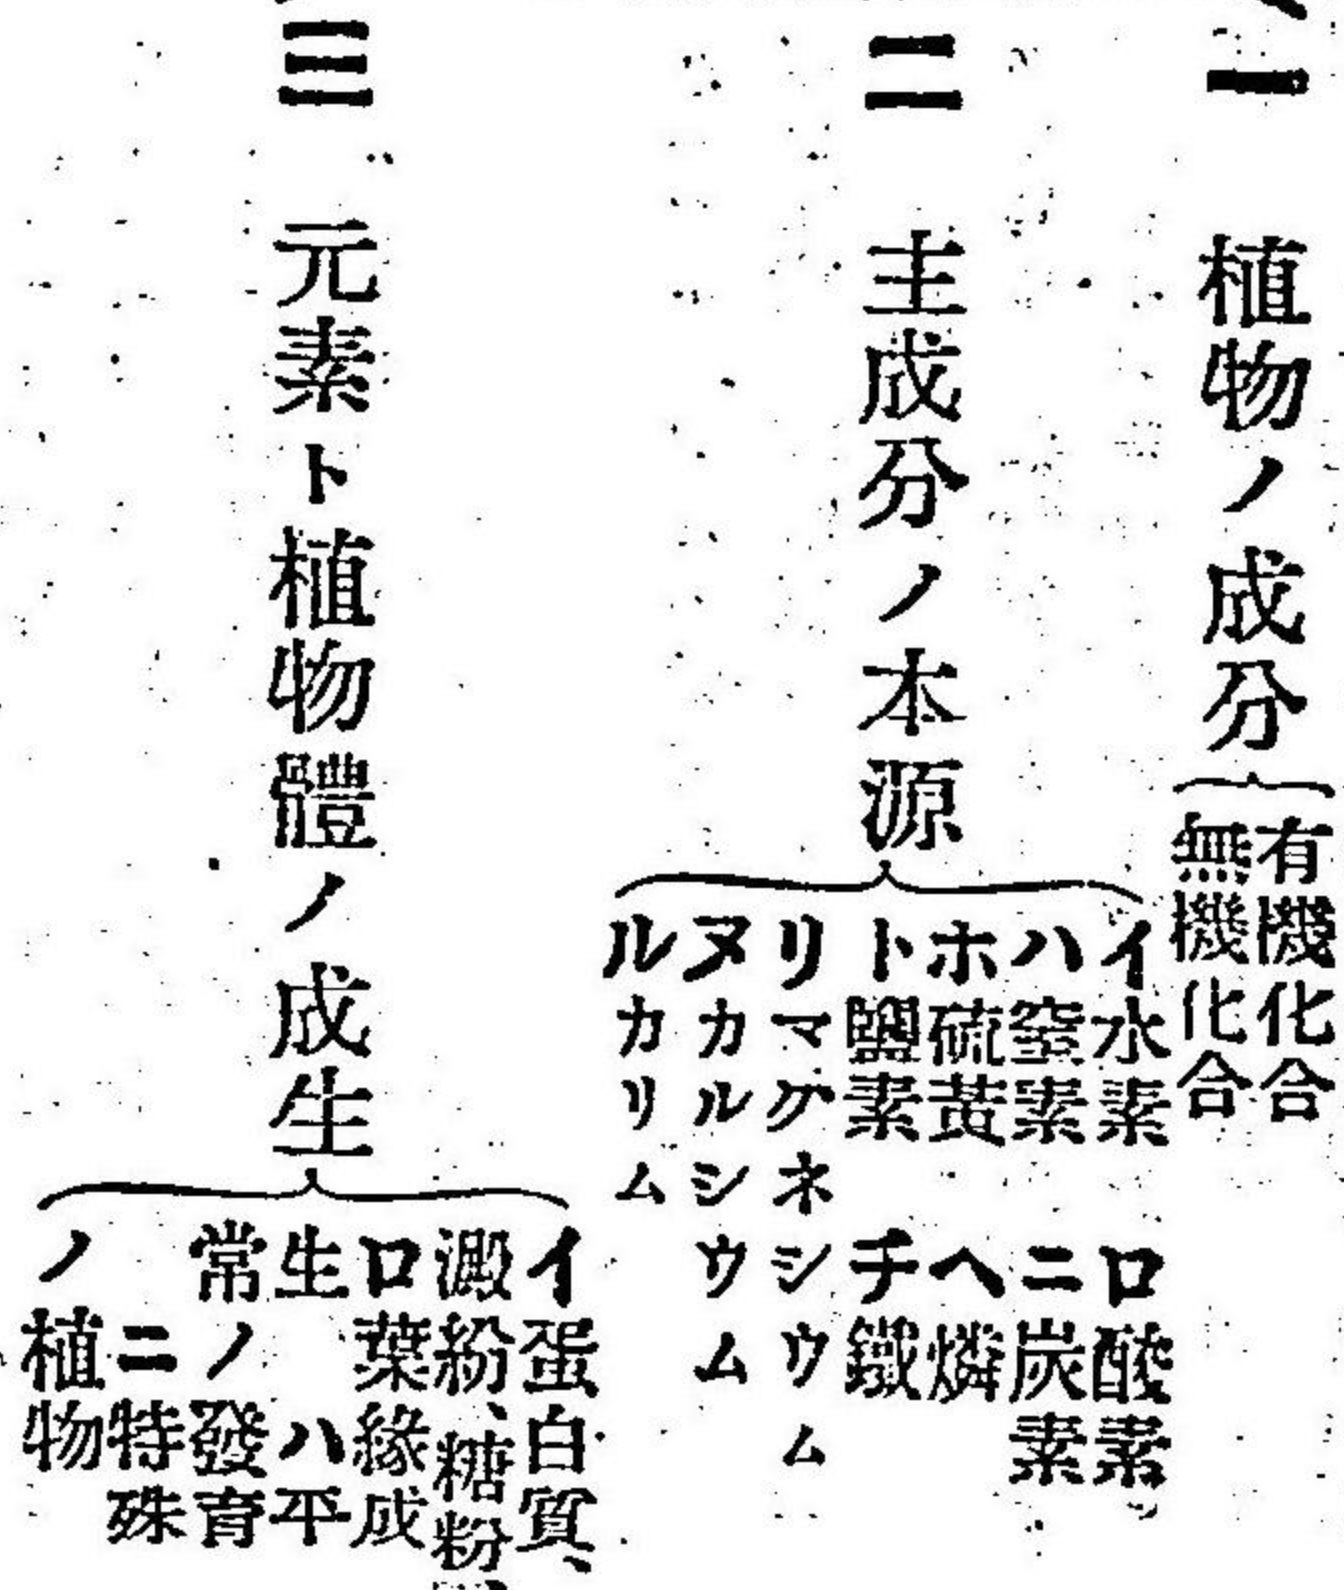 一　植物ノ成分
有機化合
無機化合
二　主成分ノ本源
イ水素　ロ酸素
ハ窒素　ニ炭素
ホ硫黄　ヘ燐
ト鹽素　チ鐵
リマグネシウム
ヌカルシウム
ルカリム
三　元素ト植物體ノ成生
イ蛋白質、
澱粉、糖粉、
ロ葉緣成
生　ハ平
常ノ發育
ニ特殊
ノ植物